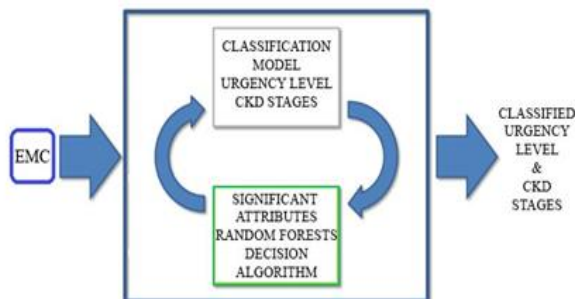 EMC
CLASSIFICATION
MODEL
URGENCY LEVEL
CKD STAGES
SIGNIFICANT
ATTRIBUTES
RANDOM FORESTS
DECISION
ALGORITHM
CLASSIFIED
URGENCY
LEVEL
&
CKD
STAGES